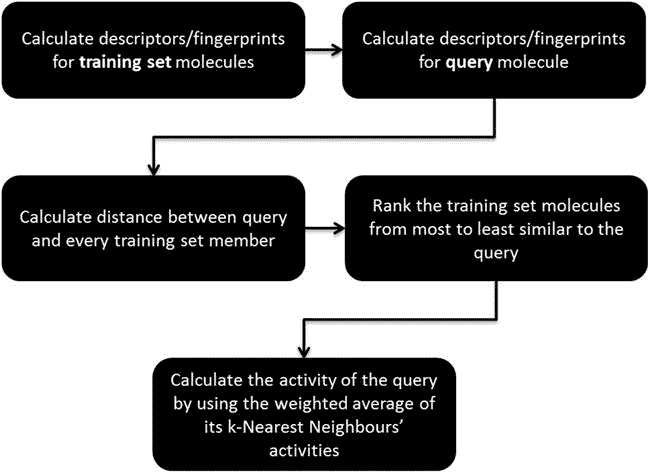 Calculate descriptors/fingerprints
for training set molecules
Calculate descriptors/fingerprints
for query molecule
Calculate distance between query
and every training set member
Rank the training set molecules
from most to least similar to the
query
Calculate the activity of the query
by using the weighted average of
its k-Nearest Neighbours’
activities